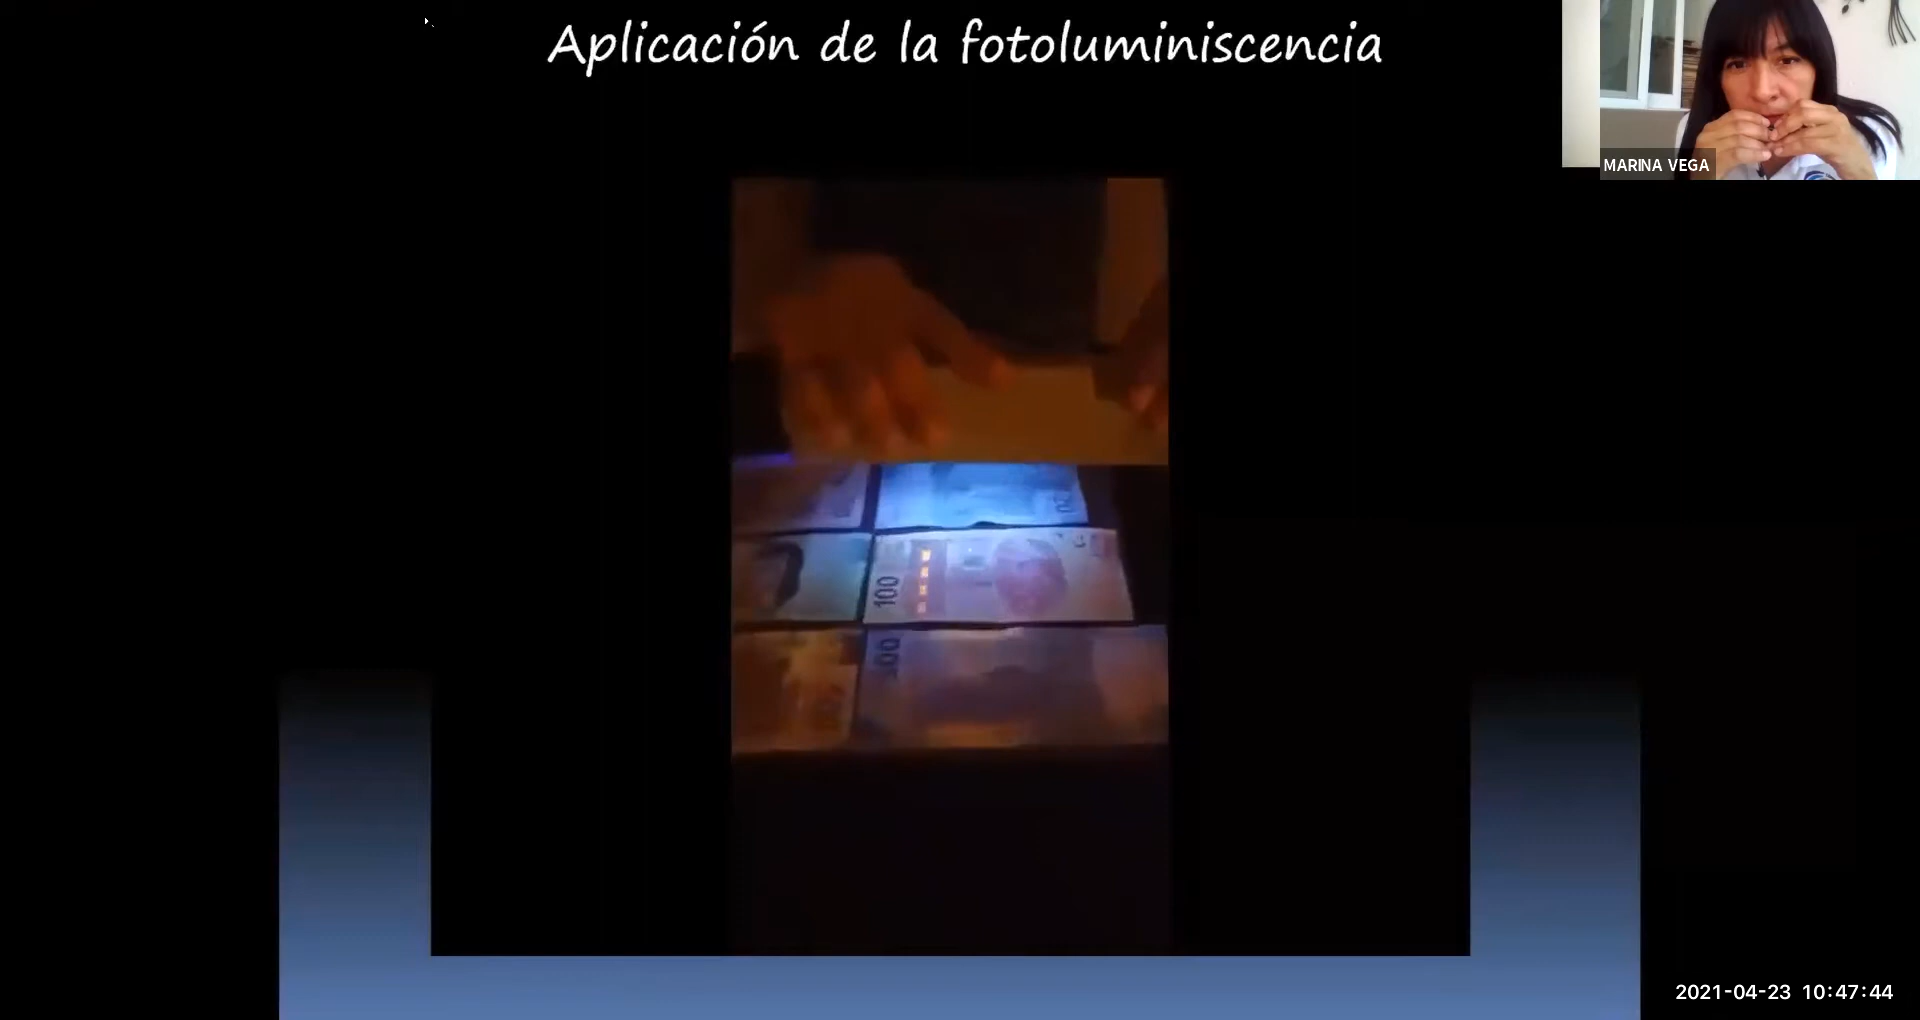 Aplicación de la fotoluminiscencia
MARINA VEGA
100
2021-04-23 10:47:44